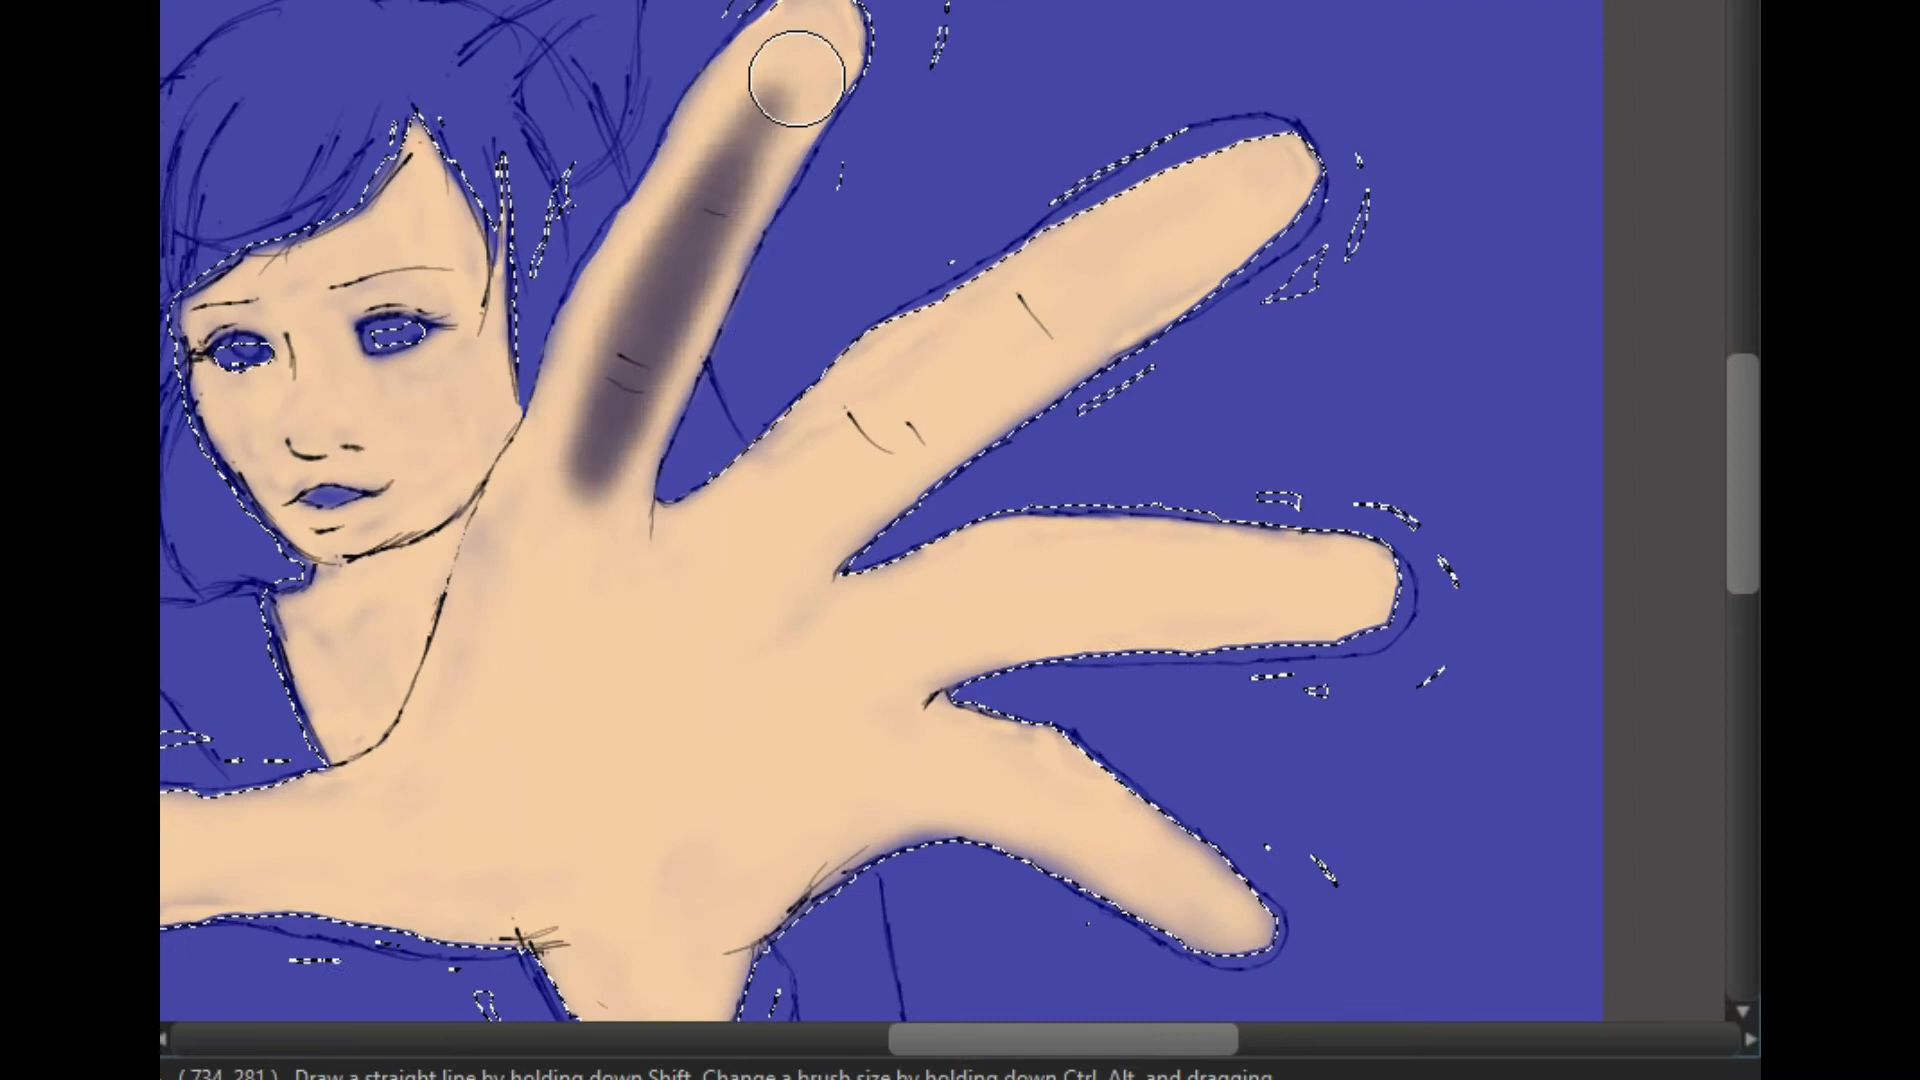 ( 734, 281 ) Draw a straight line by holding down Shift. Change a brush size by holding down Ctrl, Alt, and dragging.